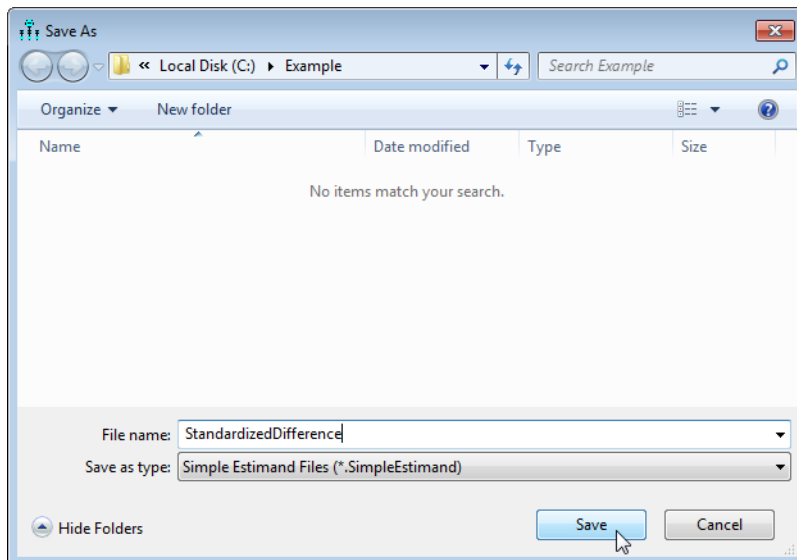 Save As
« Local Disk (C:) Example Search Example
Organize New folder
Name Date modified Type Size
No items match your search.
File name: StandardizedDifference
Save as type: Simple Estimand Files (*.SimpleEstimand)
Hide Folders Save Cancel